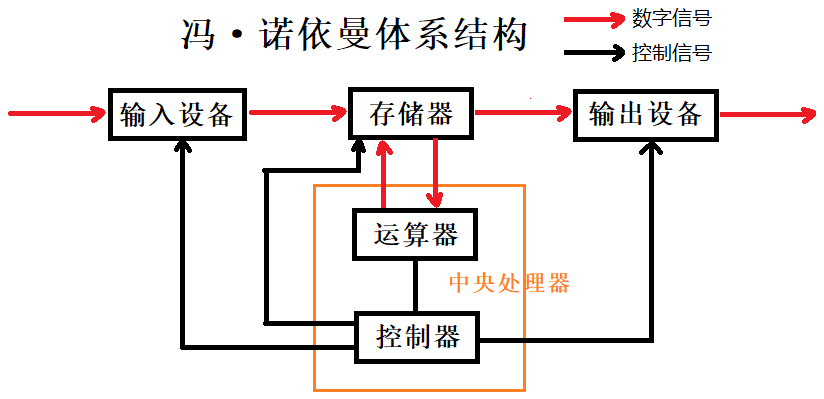 冯·诺依曼体系结构
数字信号
控制信号
输入设备
存储器
输出设备
运算器
中央处理器
控制器